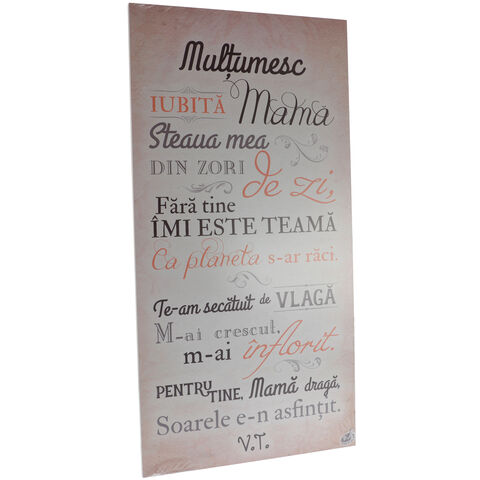 Mulțumesc
IUBITĂ Mamă
Steaua mea
DIN ZORI de zi,
Fără tine
ÎMI ESTE TEAMĂ
Ca planeta s-ar răci.
Te-am secătuit de VLAGĂ
M-ai crescut,
m-ai înflorit.
PENTRU TINE, Mamă dragă,
Soarele e-n asfințit.
V.T.